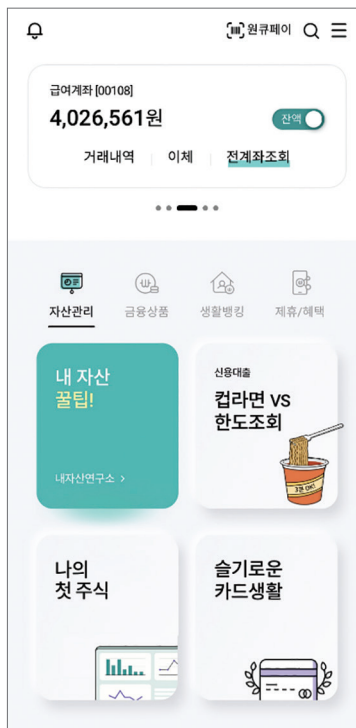 원큐페이
급여계좌 [00108]
4,026,561원
잔액
거래내역 이체 전계좌조회
자산관리 금융상품 생활뱅킹 제휴/혜택
내 자산
꿀팁!
내자산연구소 >
신용대출
컵라면 VS
한도조회
나의
첫 주식
슬기로운
카드생활